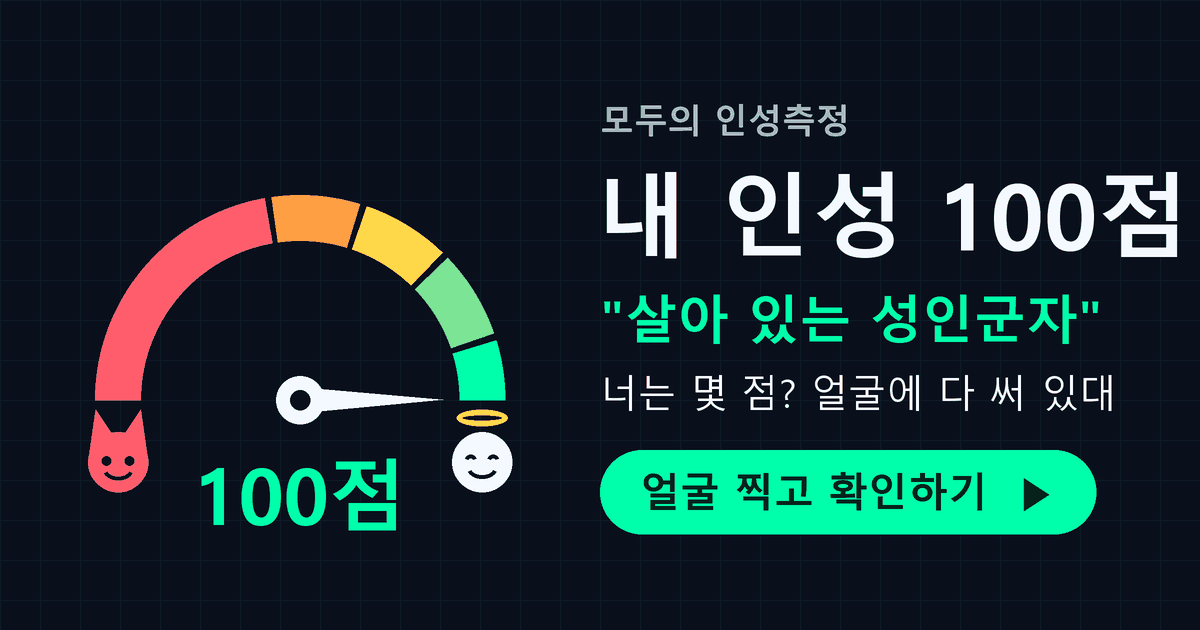 모두의 인성측정
내 인성 100점
"살아 있는 성인군자"
너는 몇 점? 얼굴에 다 써 있대
얼굴 찍고 확인하기
100점